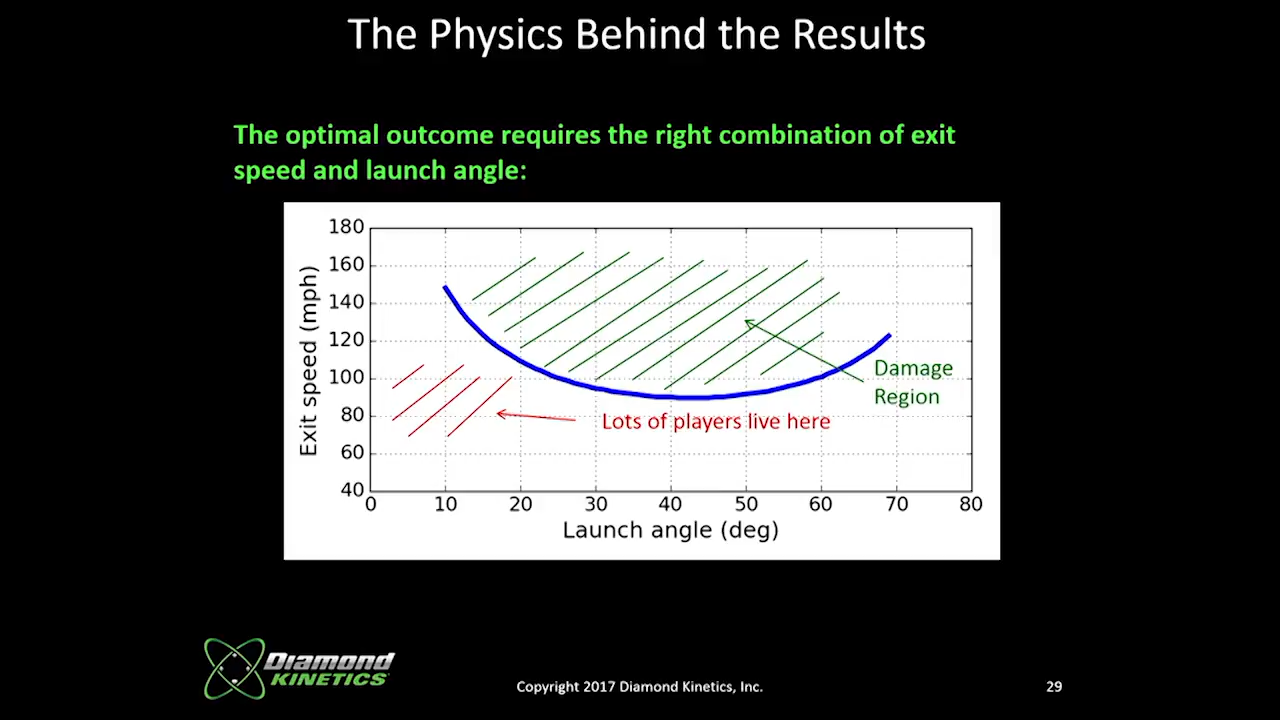 The Physics Behind the Results
The optimal outcome requires the right combination of exit
speed and launch angle:
180
160
140
120
100
80
60
40
Exit speed (mph)
0 10 20 30 40 50 60 70 80
Launch angle (deg)
Damage
Region
Lots of players live here
Diamond
KINETICS
Copyright 2017 Diamond Kinetics, Inc.
29